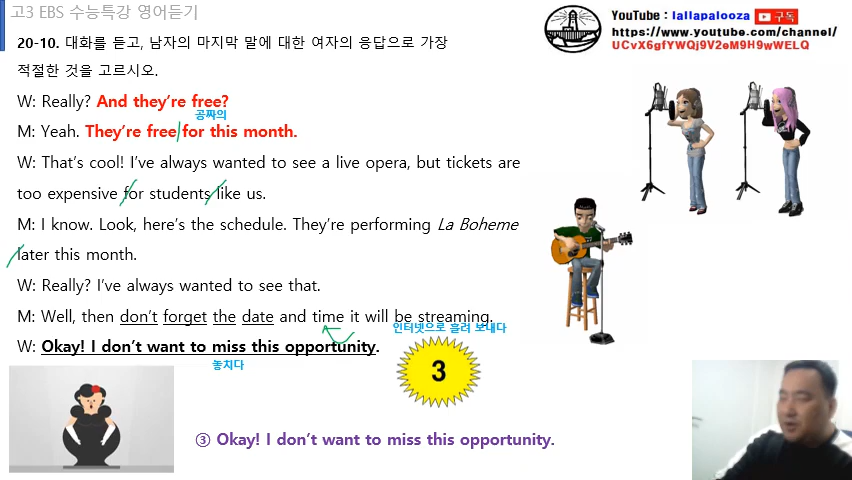 고3 EBS 수능특강 영어듣기
YouTube : lallapalooza 구독
https://www.youtube.com/channel/
UCvX6gfYWQj9V2eM9H9wWELQ
20-10. 대화를 듣고, 남자의 마지막 말에 대한 여자의 응답으로 가장
적절한 것을 고르시오.
W: Really? And they’re free?
공짜의
M: Yeah. They’re free for this month.
W: That’s cool! I’ve always wanted to see a live opera, but tickets are
too expensive for students like us.
M: I know. Look, here’s the schedule. They’re performing La Boheme
later this month.
W: Really? I’ve always wanted to see that.
M: Well, then don’t forget the date and time it will be streaming.
인터넷으로 흘려 보내다
W: Okay! I don’t want to miss this opportunity.
놓치다
3
③ Okay! I don’t want to miss this opportunity.